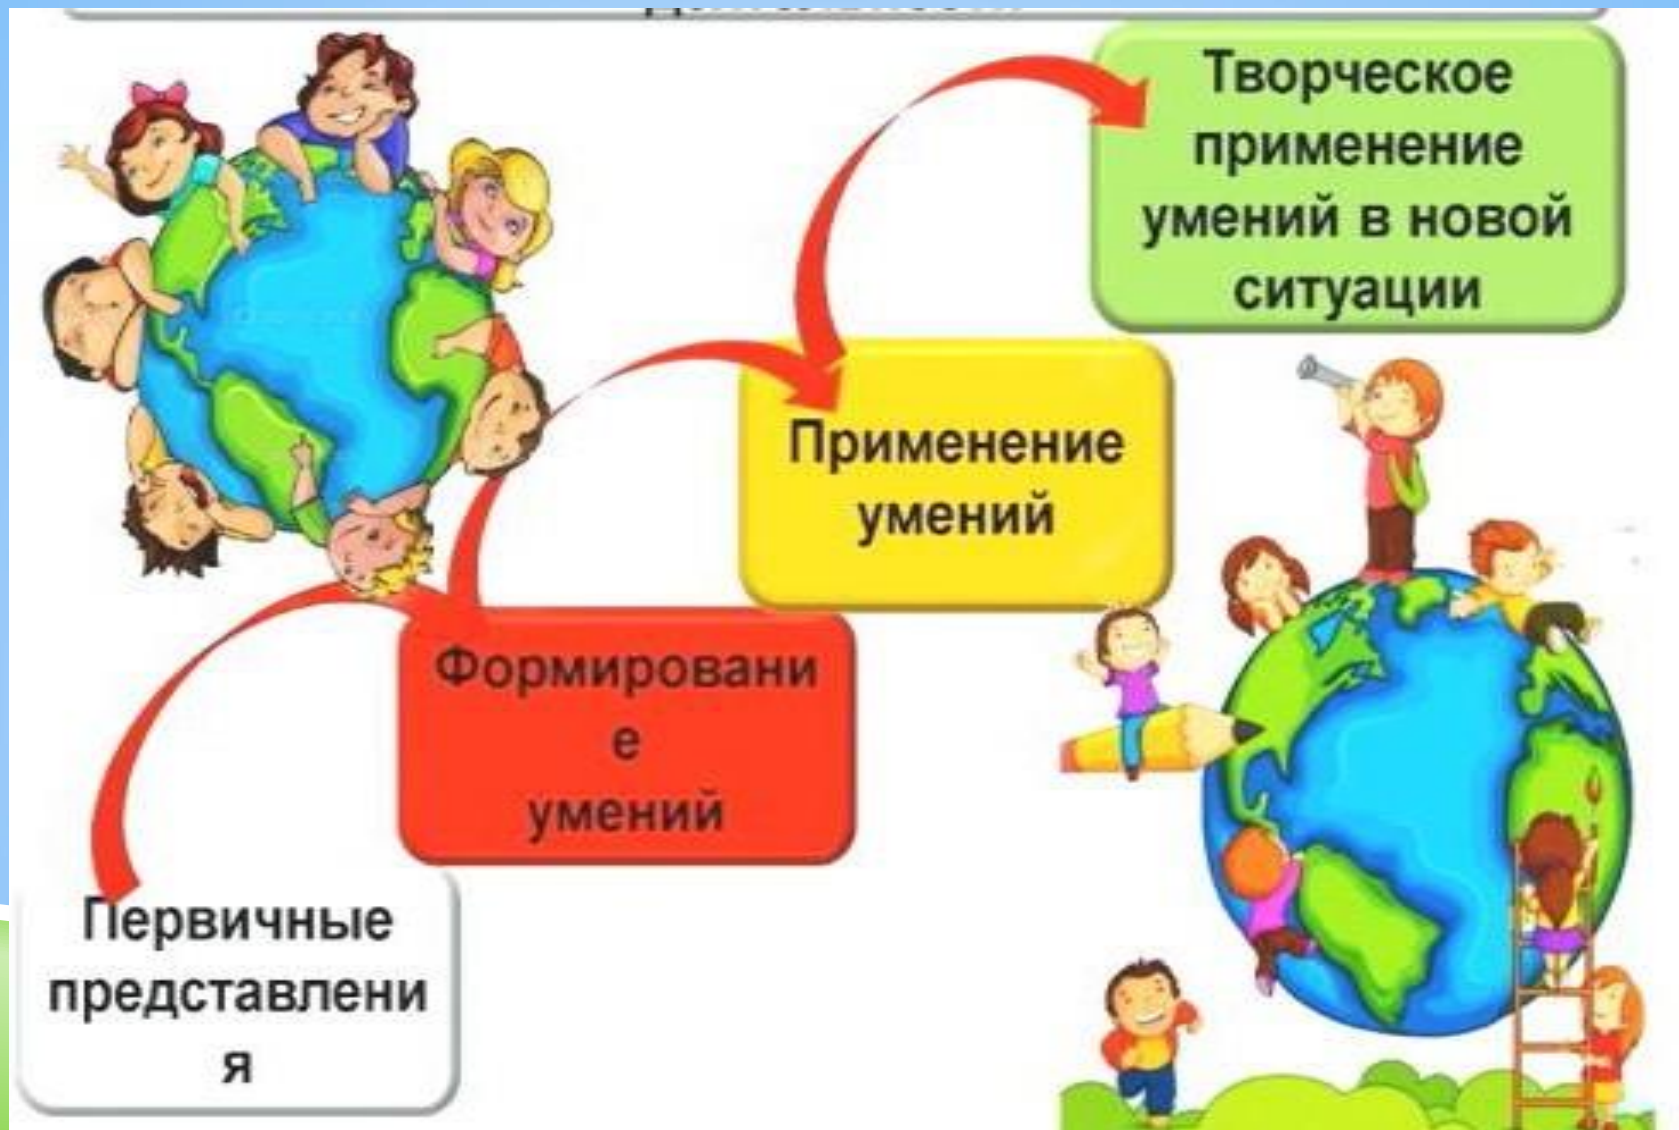 Творческое
применение
умений в новой
ситуации
Применение
умений
Формировани
е
умений
Первичные
представлени
я